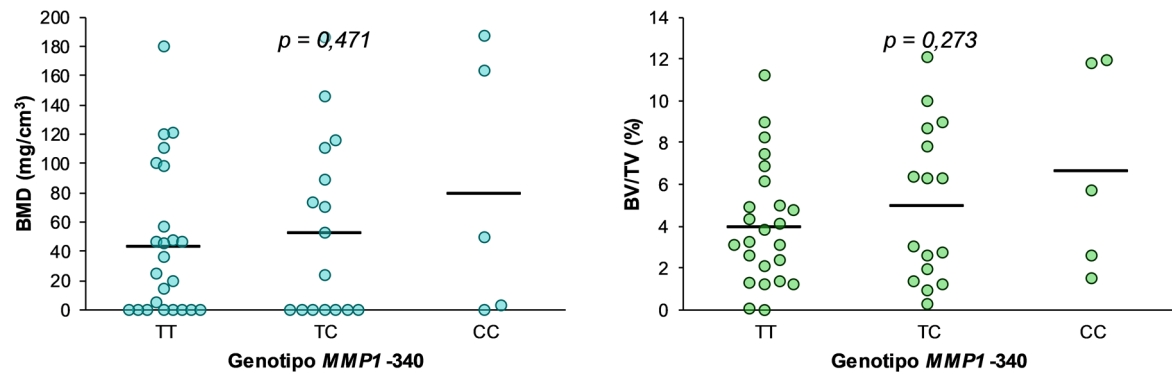 BMD (mg/cm³)
200
180
160
140
120
100
80
60
40
20
0
p = 0,471
TT
TC
CC
Genotipo MMP1 -340
BV/TV (%)
14
12
10
8
6
4
2
0
p = 0,273
TT
TC
CC
Genotipo MMP1 -340